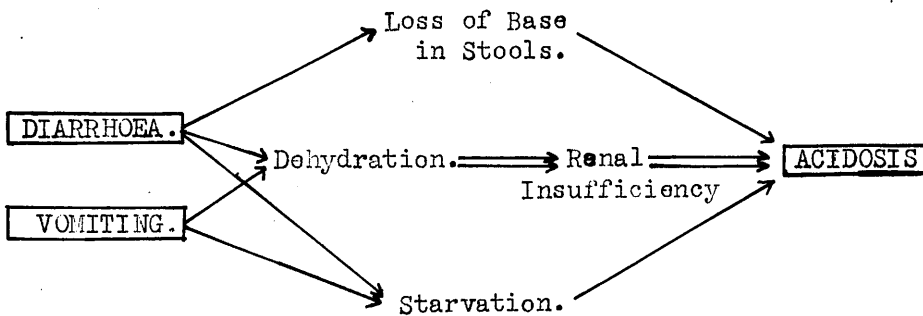 Loss of Base
in Stools.
DIARRHOEA.
Dehydration.
Renal
Insufficiency
ACIDOSIS
VOMITING.
Starvation.